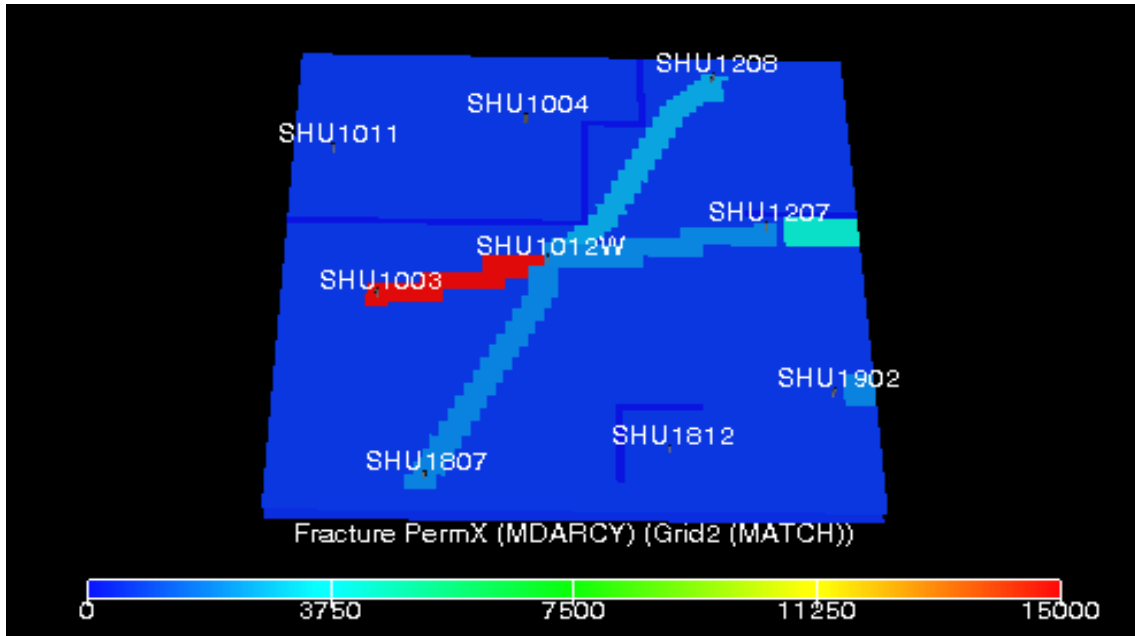 SHU1208
SHU1004
SHU1011
SHU1207
SHU1012W
SHU1003
SHU1902
SHU1812
SHU1807
Fracture PermX (MDARCY) (Grid2 (MATCH))
0 3750 7500 11250 15000